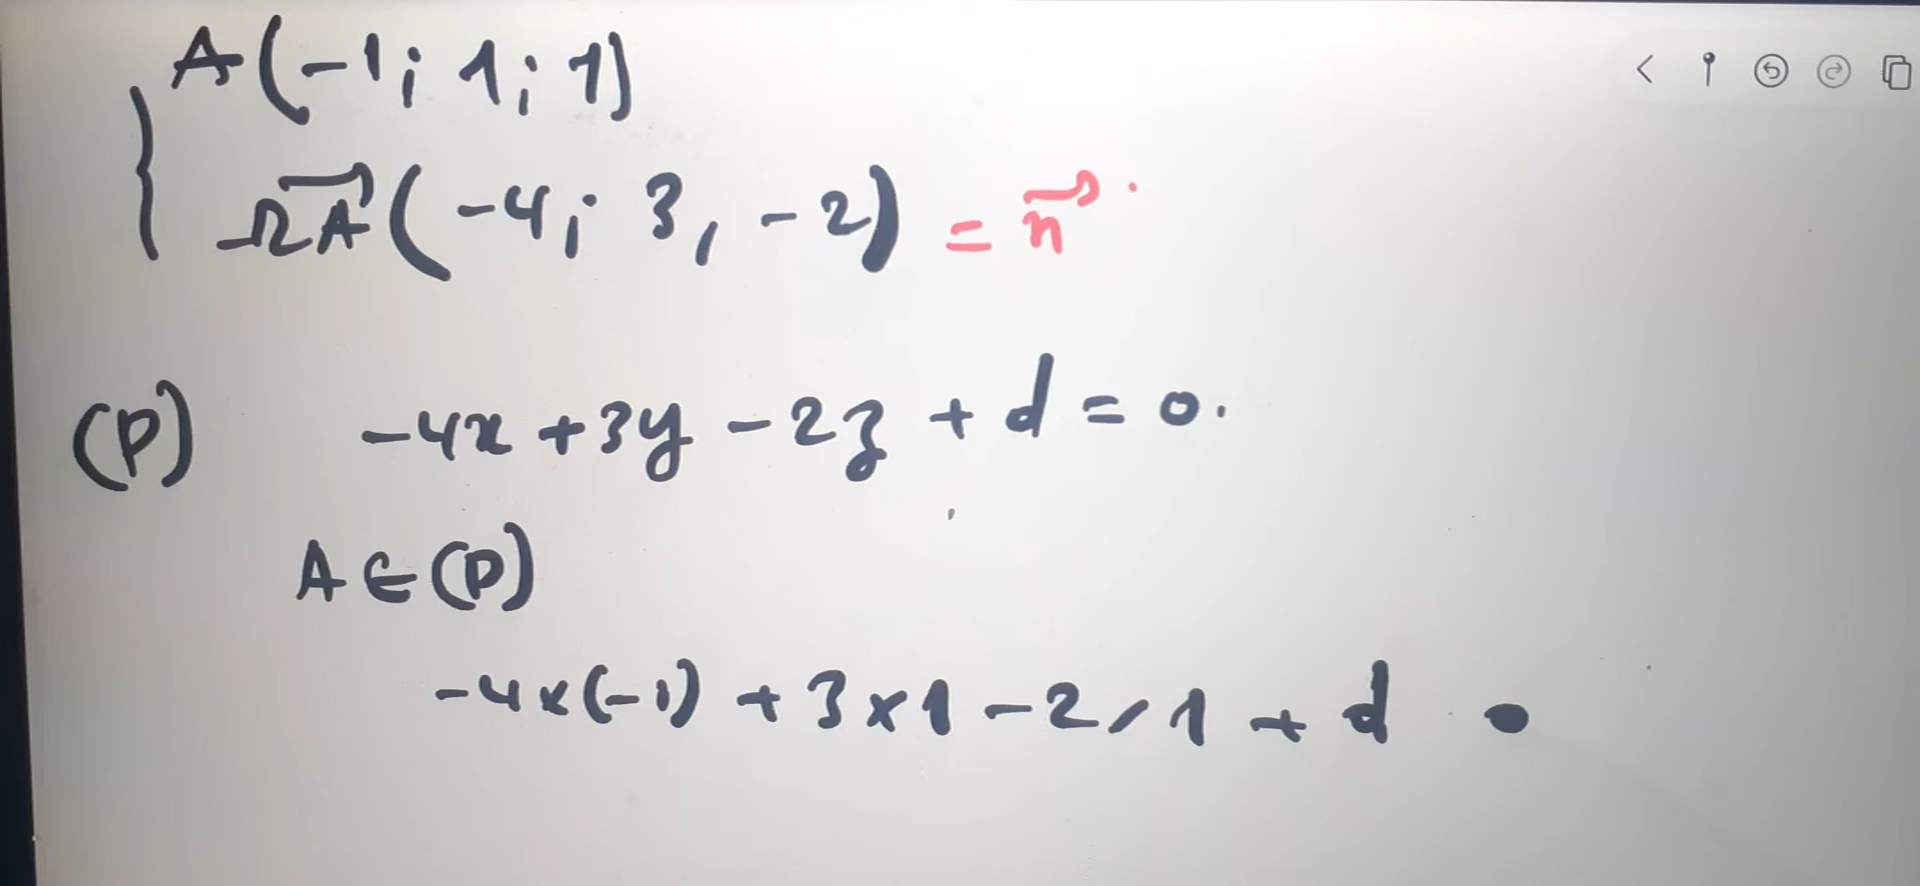 A(-1; 1; 1)
ΩA⃗(-4; 3, -2) = n⃗
(P) -4x + 3y - 2z + d = 0.
A ∈ (P)
-4×(-1) + 3×1 - 2×1 + d